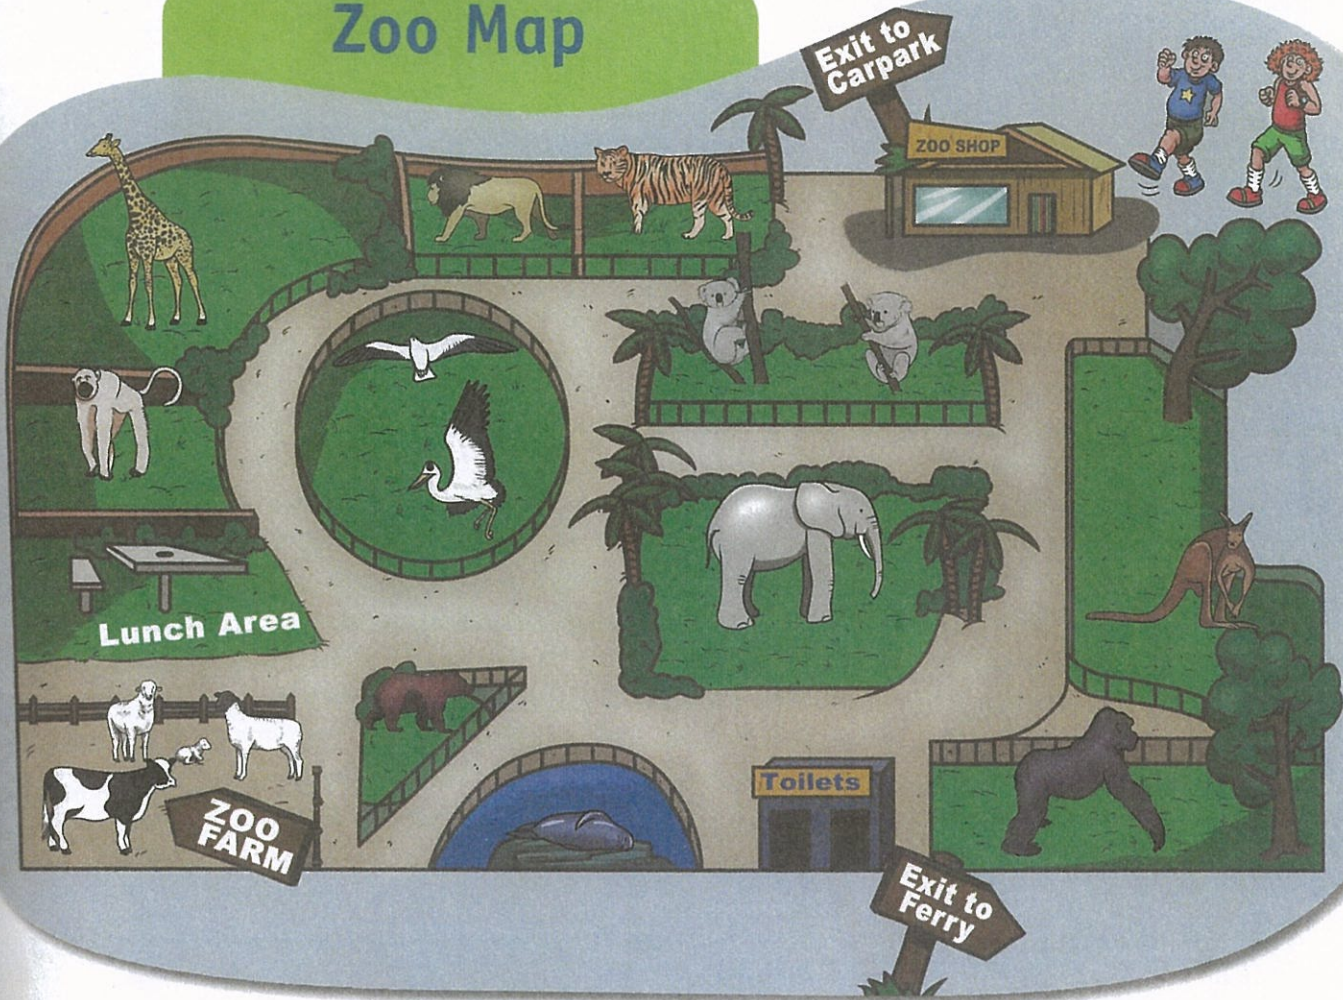 Zoo Map
Exit to
Carpark
ZOO SHOP
Lunch Area
ZOO
FARM
Toilets
Exit to
Ferry